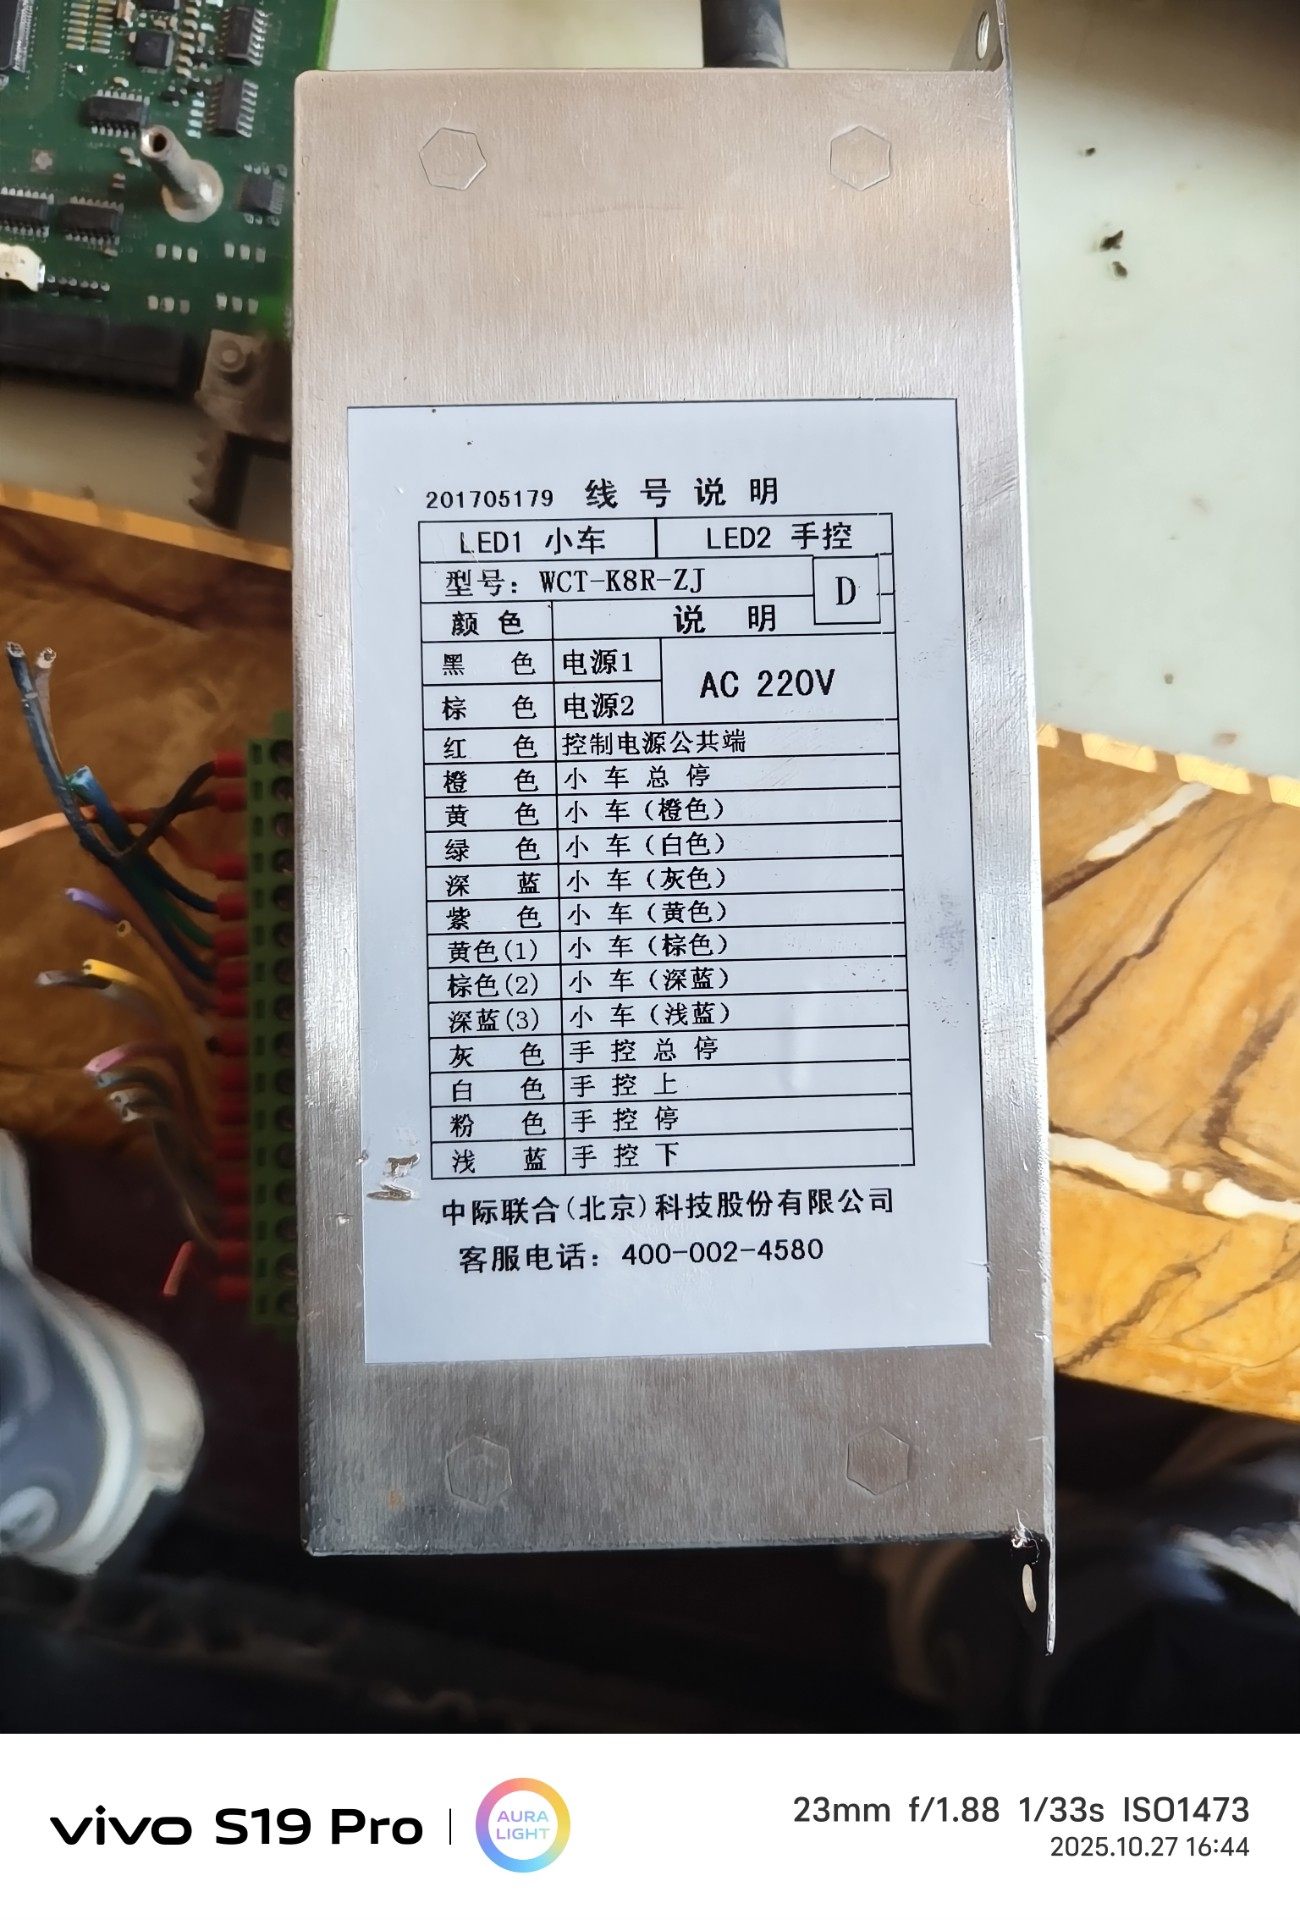 201705179 线号说明
LED1 小车 LED2 手控
型号：WCT-K8R-ZJ D
颜色 说明
黑色 电源1 AC 220V
棕色 电源2
红色 控制电源公共端
橙色 小车总停
黄色 小车(橙色)
绿色 小车(白色)
深蓝 小车(灰色)
紫色 小车(黄色)
黄色(1) 小车(棕色)
棕色(2) 小车(深蓝)
深蓝(3) 小车(浅蓝)
灰色 手控总停
白色 手控上
粉色 手控停
浅蓝 手控下
中际联合(北京)科技股份有限公司
客服电话：400-002-4580
vivo S19 Pro | AURA LIGHT
23mm f/1.88 1/33s ISO1473
2025.10.27 16:44